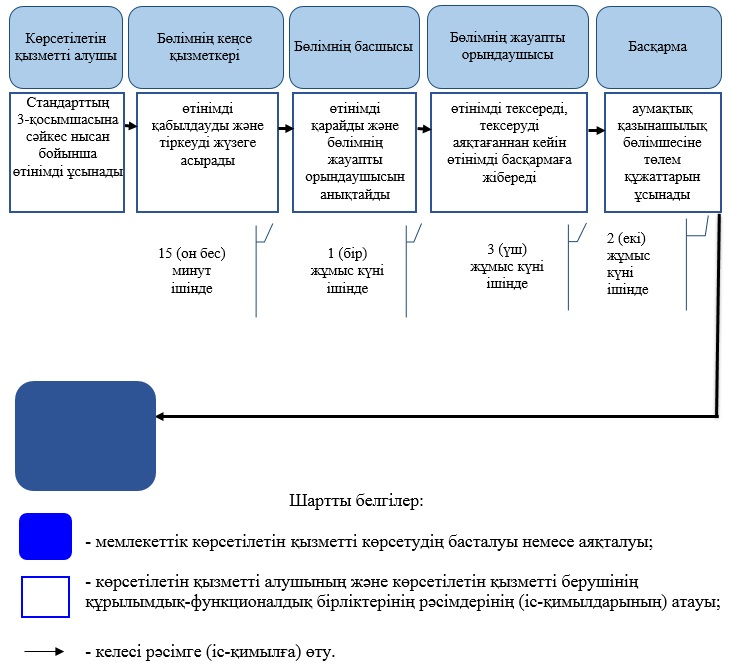 Көрсетілетін
қызметті алушы
Бөлімнің кеңсе
қызметкері
Бөлімнің басшысы
Бөлімнің жауапты
орындаушысы
Басқарма
Стандарттың
3-қосымшасына
сәйкес нысан
бойынша
өтінімді ұсынады
өтінімді
қабылдауды және
тіркеуді жүзеге
асырады
өтінімді
қарайды және
бөлімнің
жауапты
орындаушысын
анықтайды
өтінімді тексереді,
тексеруді
аяқтағаннан кейін
өтінімді басқармаға
жібереді
аумақтық
қазынашылық
бөлімшесіне
төлем
құжаттарын
ұсынады
15 (он бес)
минут
ішінде
1 (бір)
жұмыс күні
ішінде
3 (үш)
жұмыс күні
ішінде
2 (екі)
жұмыс
күні
ішінде
Шартты белгілер:
- мемлекеттік көрсетілетін қызметті көрсетудің басталуы немесе аяқталуы;
- көрсетілетін қызметті алушының және көрсетілетін қызметті берушінің
құрылымдық-функционалдық бірліктерінің рәсімдерінің (іс-қимылдарының) атауы;
- келесі рәсімге (іс-қимылға) өту.